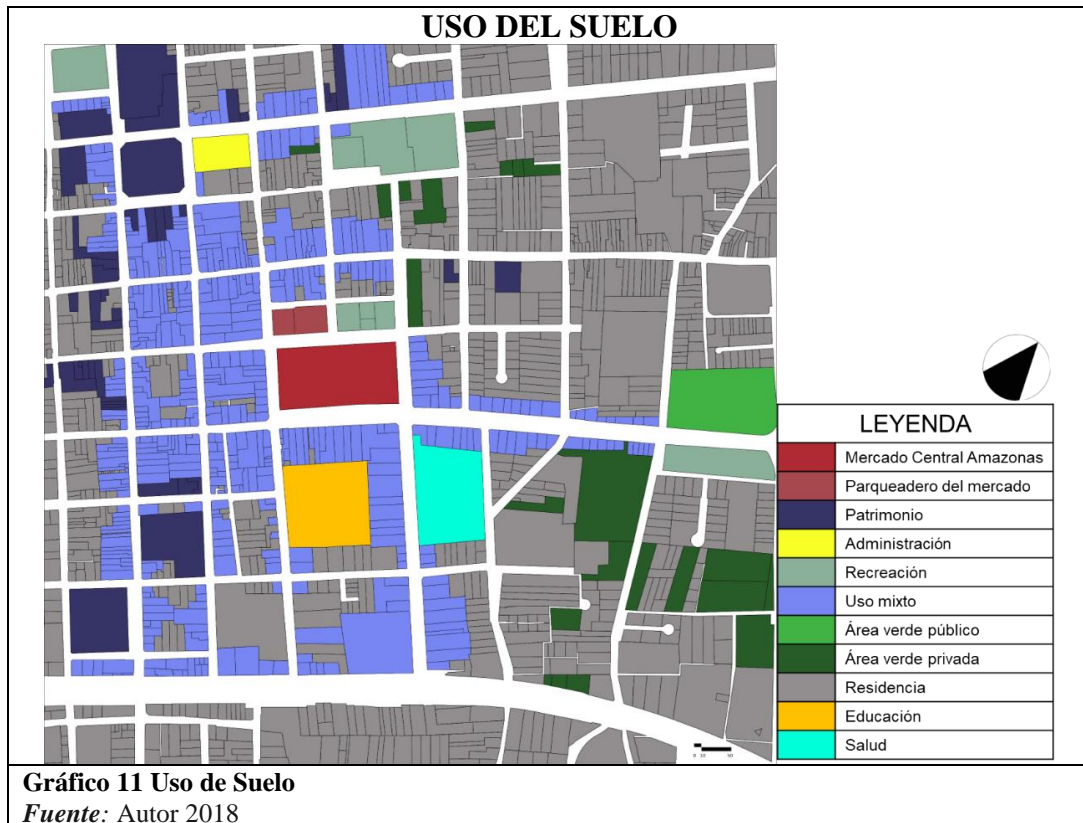 USO DEL SUELO
LEYENDA
Mercado Central Amazonas
Parqueadero del mercado
Patrimonio
Administración
Recreación
Uso mixto
Área verde público
Área verde privada
Residencia
Educación
Salud
Gráfico 11 Uso de Suelo
Fuente: Autor 2018